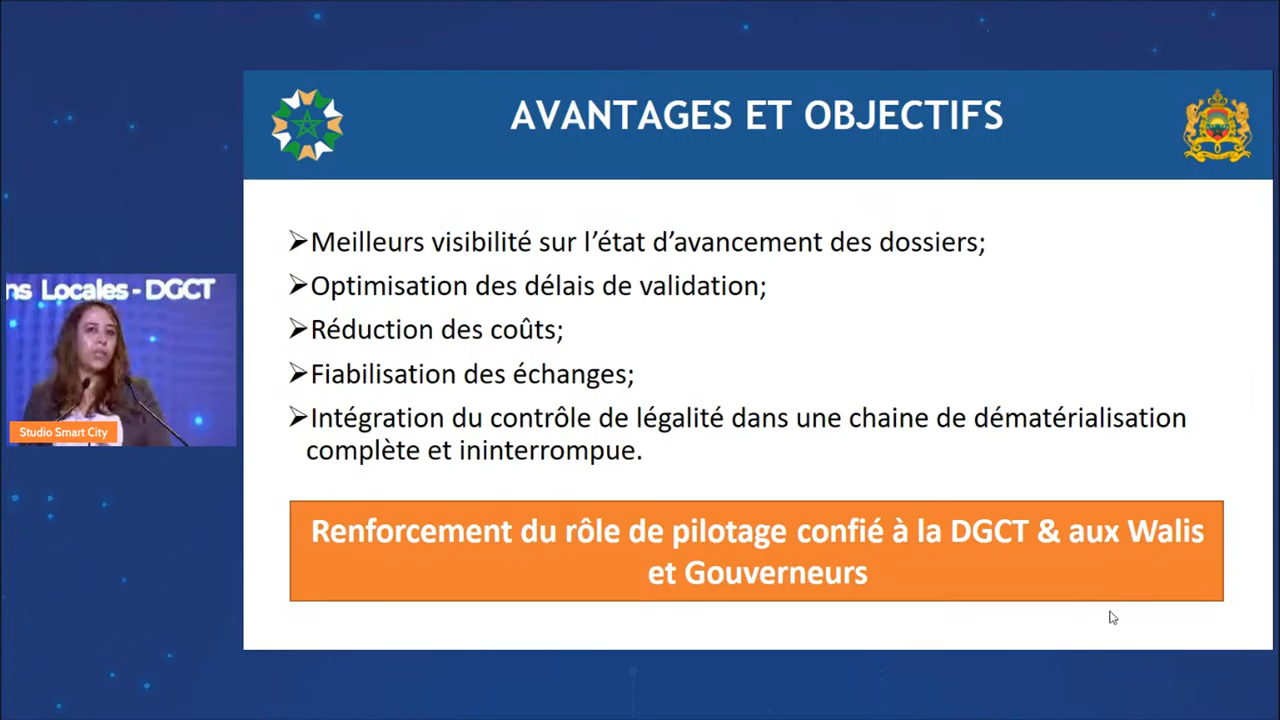 AVANTAGES ET OBJECTIFS
➢Meilleurs visibilité sur l’état d’avancement des dossiers;
➢Optimisation des délais de validation;
➢Réduction des coûts;
➢Fiabilisation des échanges;
➢Intégration du contrôle de légalité dans une chaine de dématérialisation
complète et ininterrompue.
Renforcement du rôle de pilotage confié à la DGCT & aux Walis
et Gouverneurs
ns Locales - DGCT
Studio Smart City